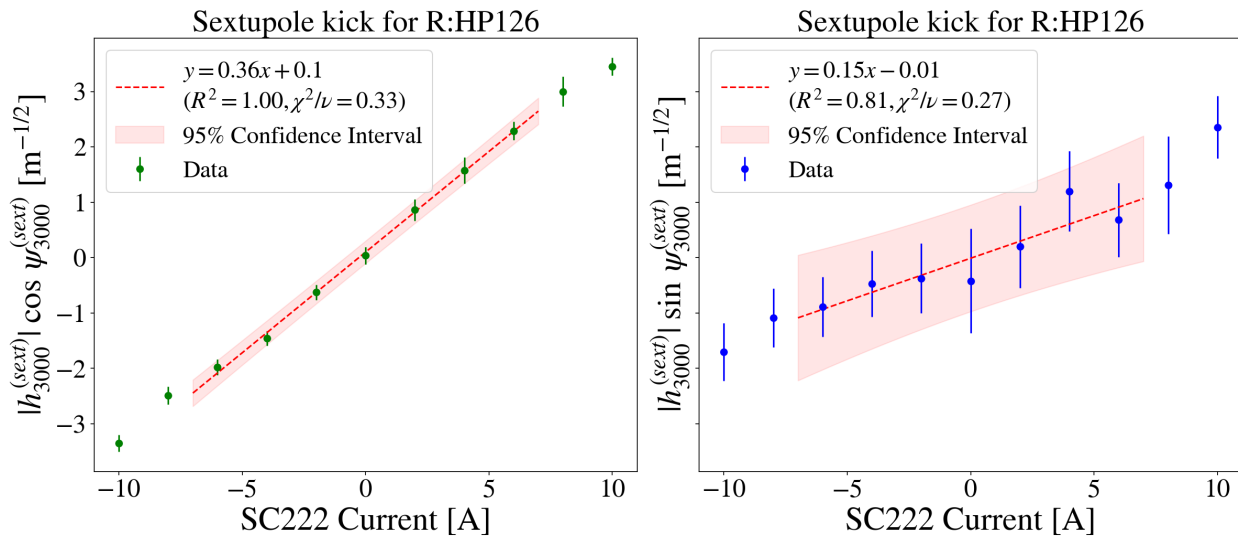 Sextupole kick for R:HP126
y = 0.36x + 0.1
(R² = 1.00, χ²/ν = 0.33)
95% Confidence Interval
Data
3
2
1
0
−1
−2
−3
|h₃₀₀₀^(sext)| cos ψ₃₀₀₀^(sext) [m^−1/2]
−10 −5 0 5 10
SC222 Current [A]
Sextupole kick for R:HP126
y = 0.15x − 0.01
(R² = 0.81, χ²/ν = 0.27)
95% Confidence Interval
Data
|h₃₀₀₀^(sext)| sin ψ₃₀₀₀^(sext) [m^−1/2]
−10 −5 0 5 10
SC222 Current [A]